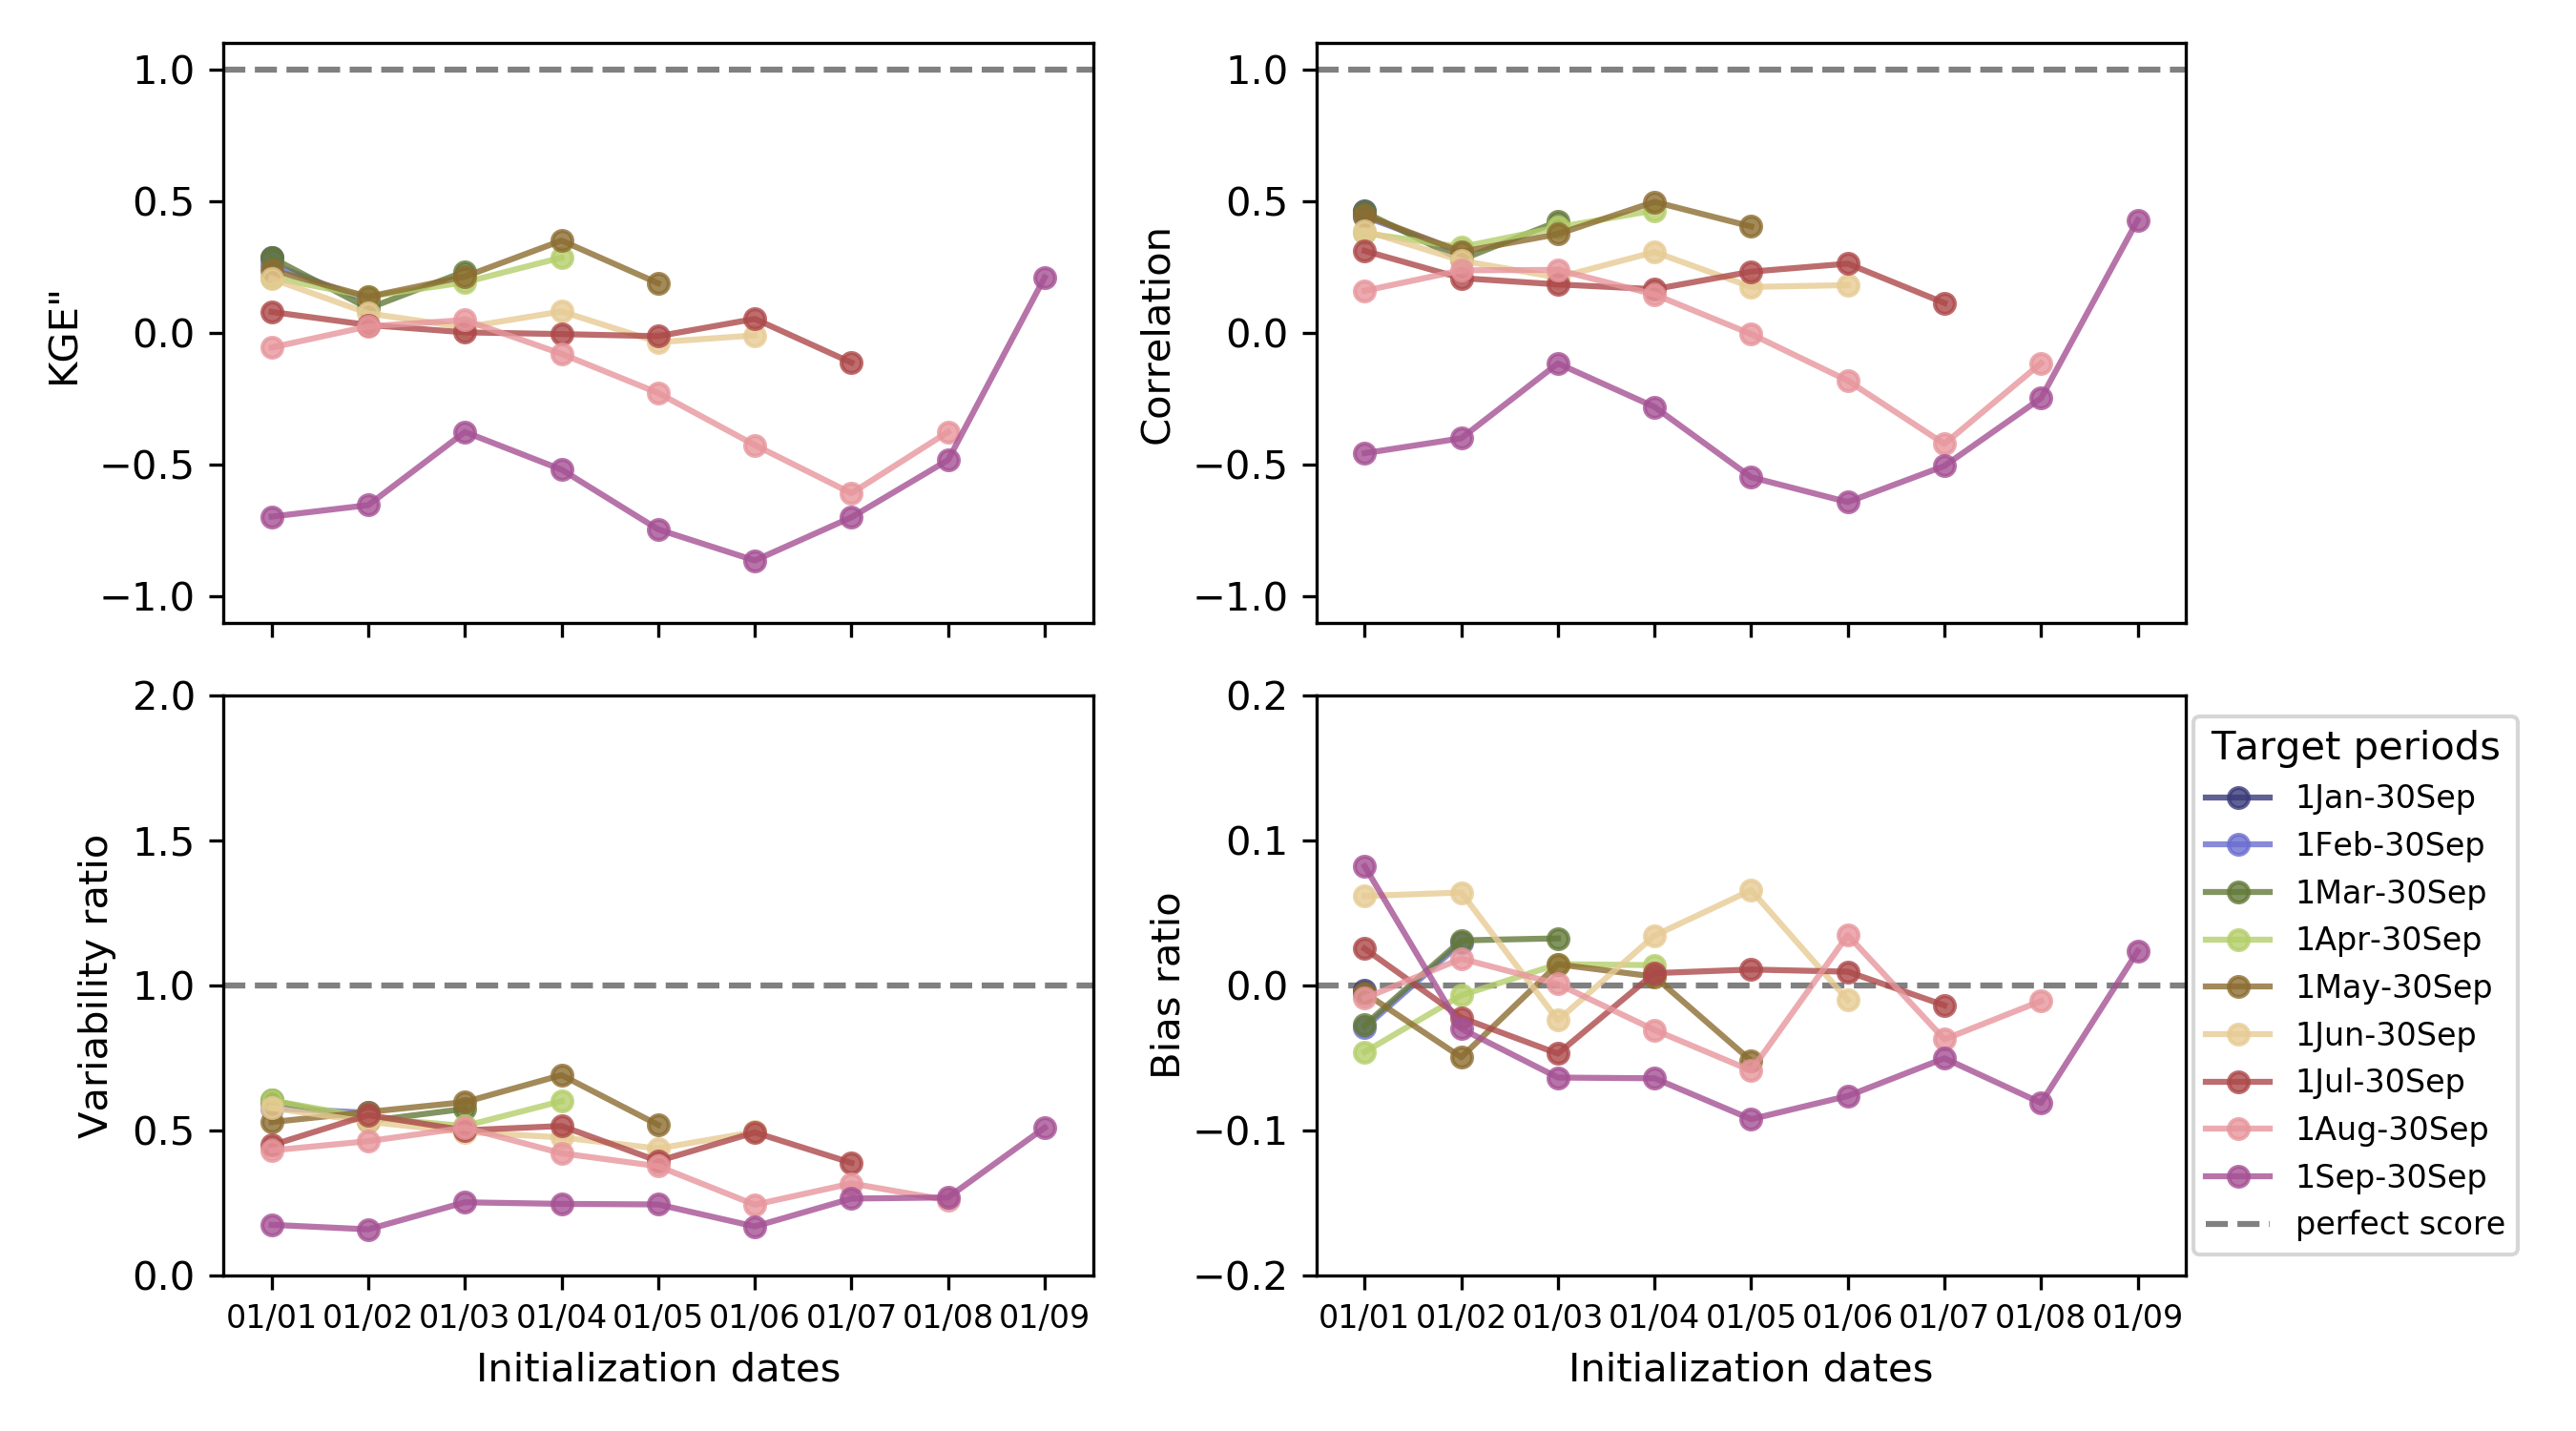 1.0
0.5
0.0
−0.5
−1.0
KGE"
1.0
0.5
0.0
−0.5
−1.0
Correlation
2.0
1.5
1.0
0.5
0.0
Variability ratio
01/01 01/02 01/03 01/04 01/05 01/06 01/07 01/08 01/09
Initialization dates
0.2
0.1
0.0
−0.1
−0.2
Bias ratio
01/01 01/02 01/03 01/04 01/05 01/06 01/07 01/08 01/09
Initialization dates
Target periods
1Jan-30Sep
1Feb-30Sep
1Mar-30Sep
1Apr-30Sep
1May-30Sep
1Jun-30Sep
1Jul-30Sep
1Aug-30Sep
1Sep-30Sep
perfect score